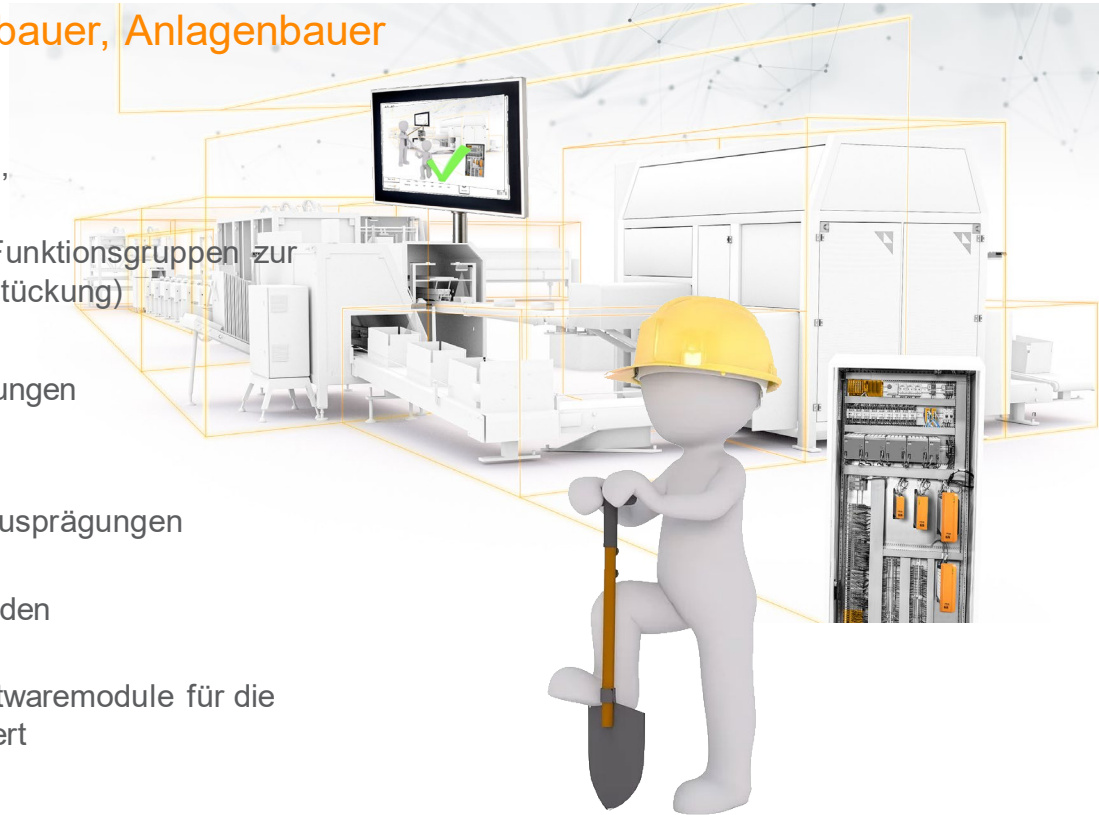 bauer, Anlagenbauer
,
Funktionsgruppen zur
tückung)
ungen
usprägungen
den
twaremodule für die
ert